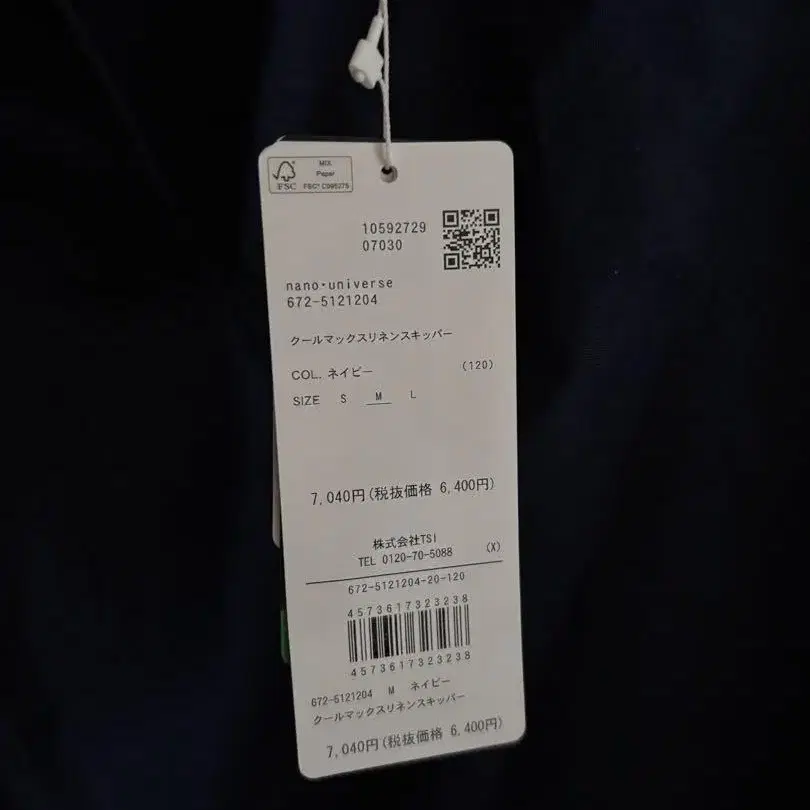 MIX
Paper
FSC
10592729
07030
nano・universe
672-5121204
クールマックスリネンスキッパー
COL. ネイビー (120)
SIZE S M L
7,040円(税抜価格 6,400円)
株式会社TSI
TEL 0120-70-5088 (X)
672-5121204-20-120
4573617323238
4573617323238
672-5121204 M ネイビー
クールマックスリネンスキッパー
7,040円(税抜価格 6,400円)